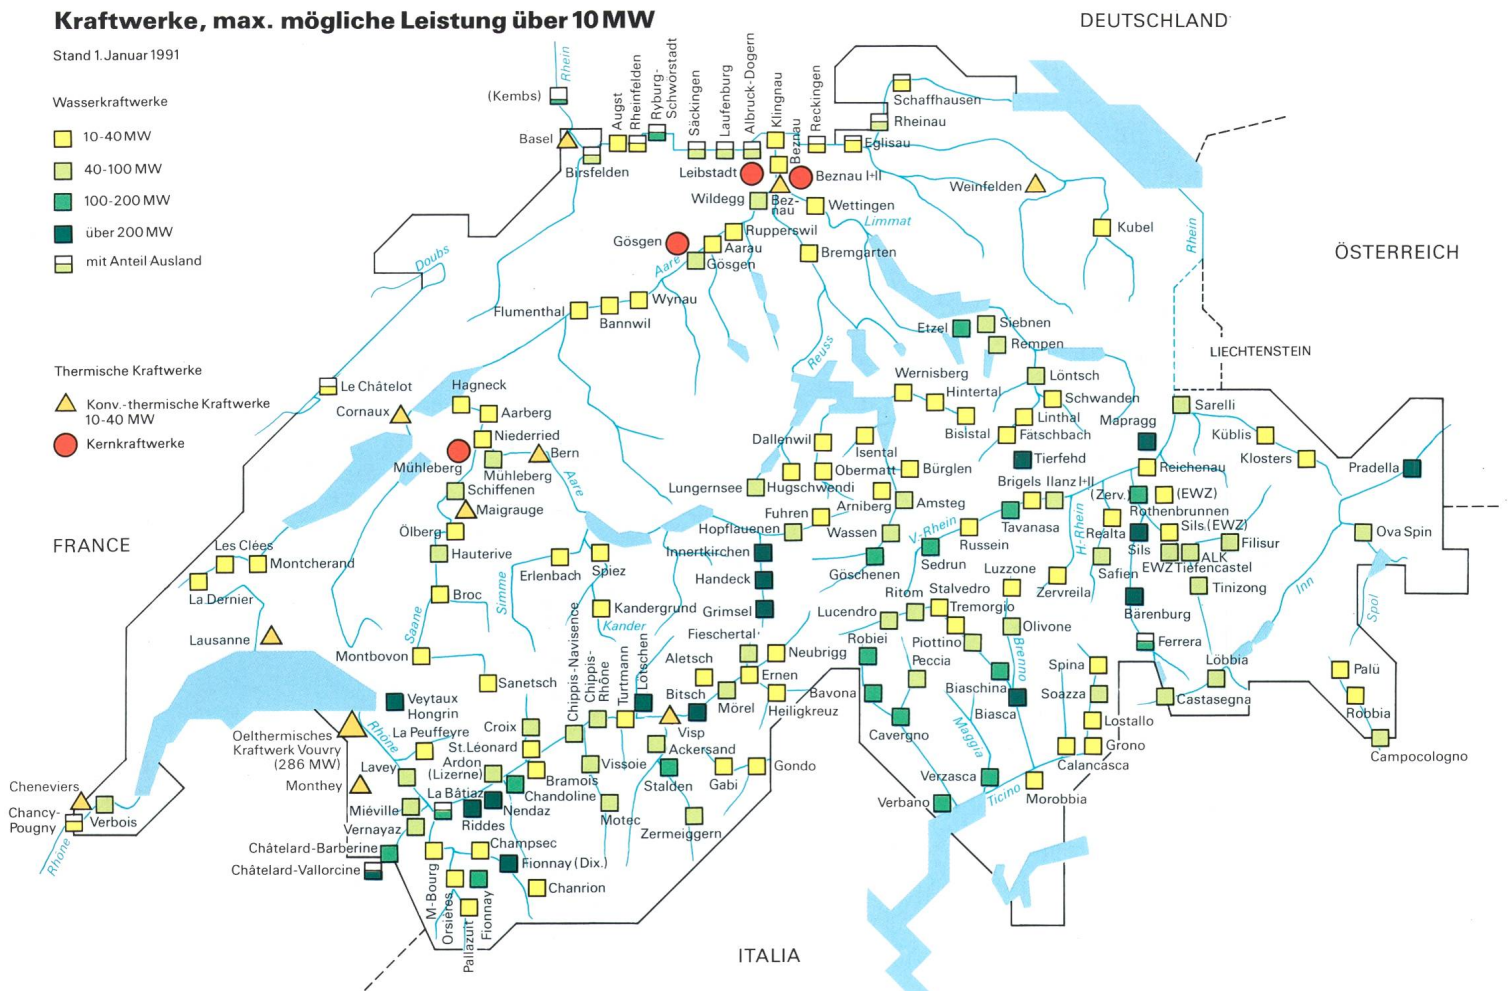 Kraftwerke, max. mögliche Leistung über 10 MW
Stand 1. Januar 1991
Wasserkraftwerke
10-40 MW
40-100 MW
100-200 MW
über 200 MW
mit Anteil Ausland
Thermische Kraftwerke
Konv.-thermische Kraftwerke
10-40 MW
Kernkraftwerke
DEUTSCHLAND
ÖSTERREICH
LIECHTENSTEIN
FRANCE
ITALIA
Rhein
(Kembs)
Basel
Birsfelden
Augst
Rheinfelden
Ryburg-
Schwörstadt
Säckingen
Laufenburg
Albruck-Dogern
Klingnau
Beznau
Reckingen
Eglisau
Rheinau
Schaffhausen
Leibstadt
Beznau I+II
Bez-
nau
Wildegg
Wettingen
Limmat
Weinfelden
Kubel
Rhein
Rupperswil
Aarau
Gösgen
Gösgen
Bremgarten
Aare
Doubs
Wynau
Bannwil
Flumenthal
Reuss
Etzel
Siebnen
Rempen
Le Châtelot
Cornaux
Hagneck
Aarberg
Niederried
Bern
Mühleberg
Mühleberg
Schiffenen
Maigrauge
Ölberg
Hauterive
Broc
Aare
Saane
Simme
Montbovon
Sanetsch
Les Clées
Montcherand
La Dernier
Lausanne
Wernisberg
Hintertal
Bislstal
Löntsch
Schwanden
Linthal
Fatschbach
Tierfehd
Mapragg
Sarelli
Küblis
Klosters
Pradella
Reichenau
Dallenwil
Isental
Obermatt
Bürglen
Lungernsee
Hugschwendi
Arniberg
Amsteg
Fuhren
Hopflauenen
Wassen
Göschenen
Innertkirchen
Handeck
Grimsel
Erlenbach
Spiez
Kandergrund
Kander
Brigels
Ilanz I+II
Tavanasa
V-Rhein
Russein
Sedrun
H.-Rhein
(Zerv.)
(EWZ)
Rothenbrunnen
Realta
Sils (EWZ)
Sils
Filisur
ALK
EWZ
Tiefencastel
Safien
Tinizong
Zervreila
Bärenburg
Ferrera
Löbbia
Castasegna
Ova Spin
Inn
Spol
Palü
Robbia
Campocologno
Luzzone
Stalvedro
Ritom
Tremorgio
Lucendro
Olivone
Piottino
Brenno
Biaschina
Biasca
Robiei
Peccia
Bavona
Cavergno
Maggia
Verzasca
Verbano
Ticino
Morobbia
Spina
Soazza
Lostallo
Grono
Calancasca
Fieschertal
Neubrigg
Aletsch
Ernen
Mörel
Heiligkreuz
Bitsch
Visp
Lötschen
Turtmann
Chippis-
Rhône
Chippis-Navisence
Ackersand
Stalden
Zermeiggern
Gabi
Gondo
Vissoie
Motec
Croix
St.Léonard
Bramois
Ardon
(Lizerne)
Chandoline
Nendaz
Riddes
La Bâtiaz
Veytaux
Hongrin
La Peuffeyre
Oelthermisches
Kraftwerk Vouvry
(286 MW)
Rhône
Lavey
Monthey
Miéville
Vernayaz
Châtelard-Barberine
Châtelard-Vallorcine
Champsec
Fionnay (Dix.)
Chanrion
M-Bourg
Orsières
Pallazuit
Fionnay
Cheneviers
Chancy-
Pougny
Verbois
Rhône